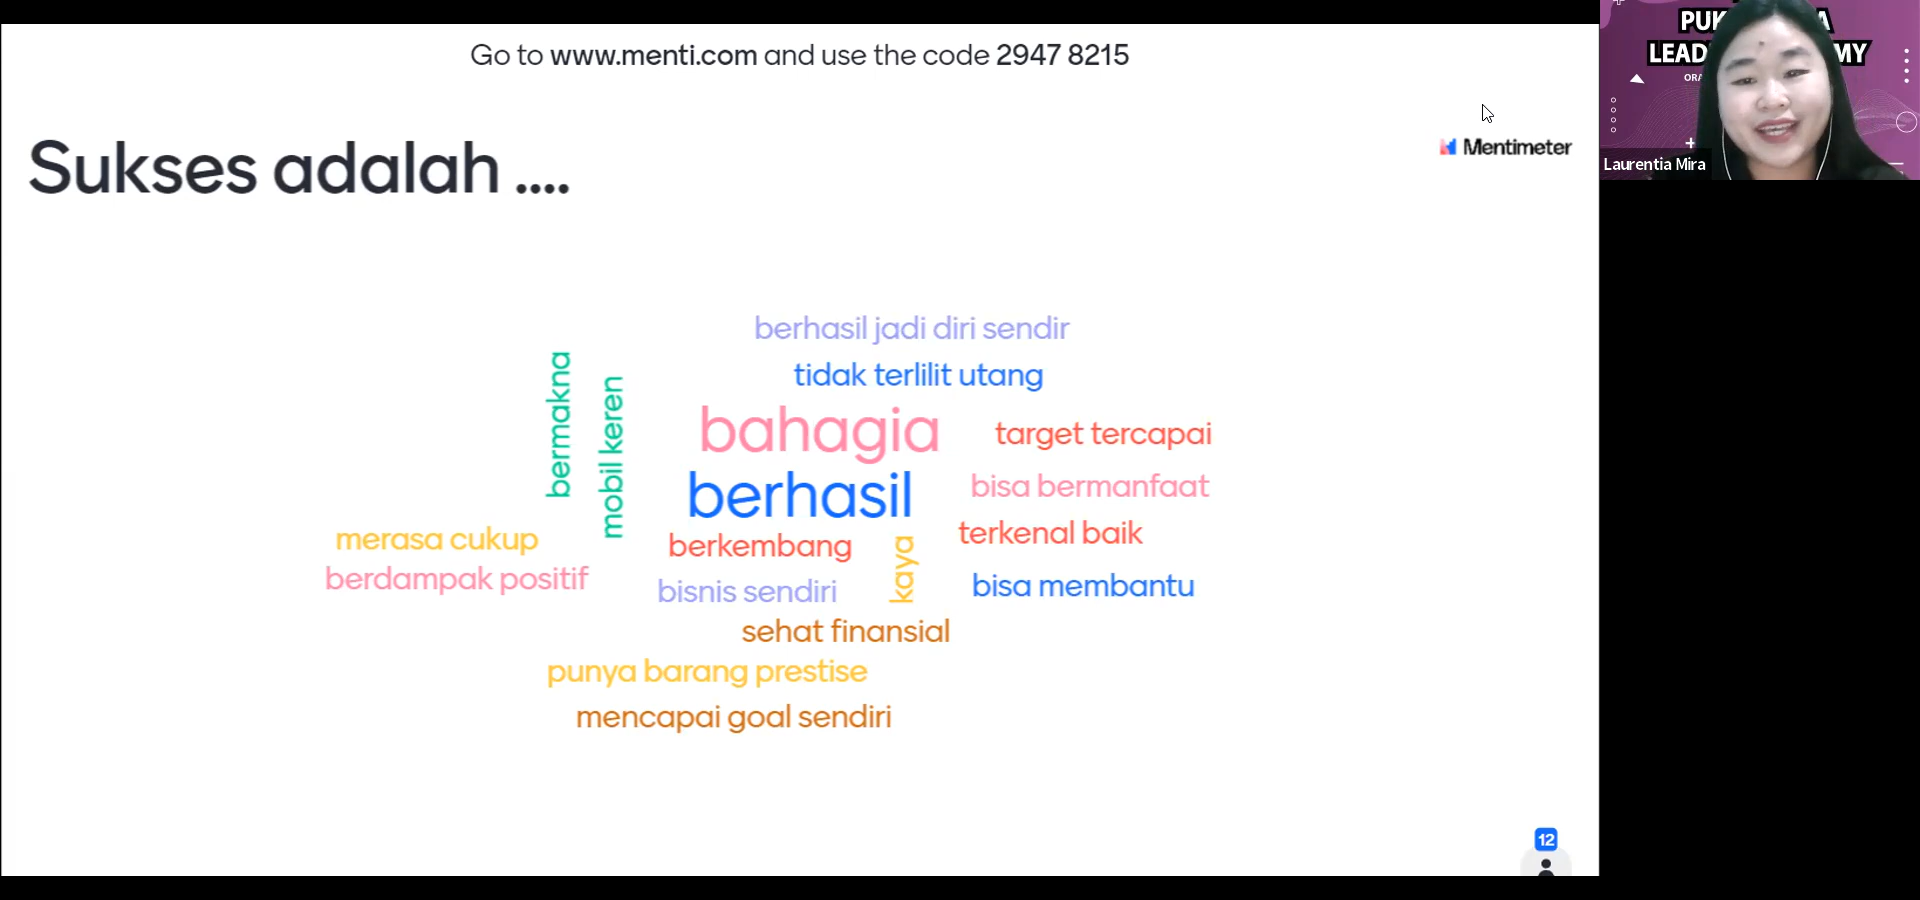 Go to www.menti.com and use the code 2947 8215
Sukses adalah ....
Mentimeter
berhasil jadi diri sendir
tidak terlilit utang
bermakna
mobil keren
bahagia
target tercapai
berhasil
bisa bermanfaat
merasa cukup
berkembang
kaya
terkenal baik
berdampak positif
bisnis sendiri
bisa membantu
sehat finansial
punya barang prestise
mencapai goal sendiri
12
Laurentia Mira